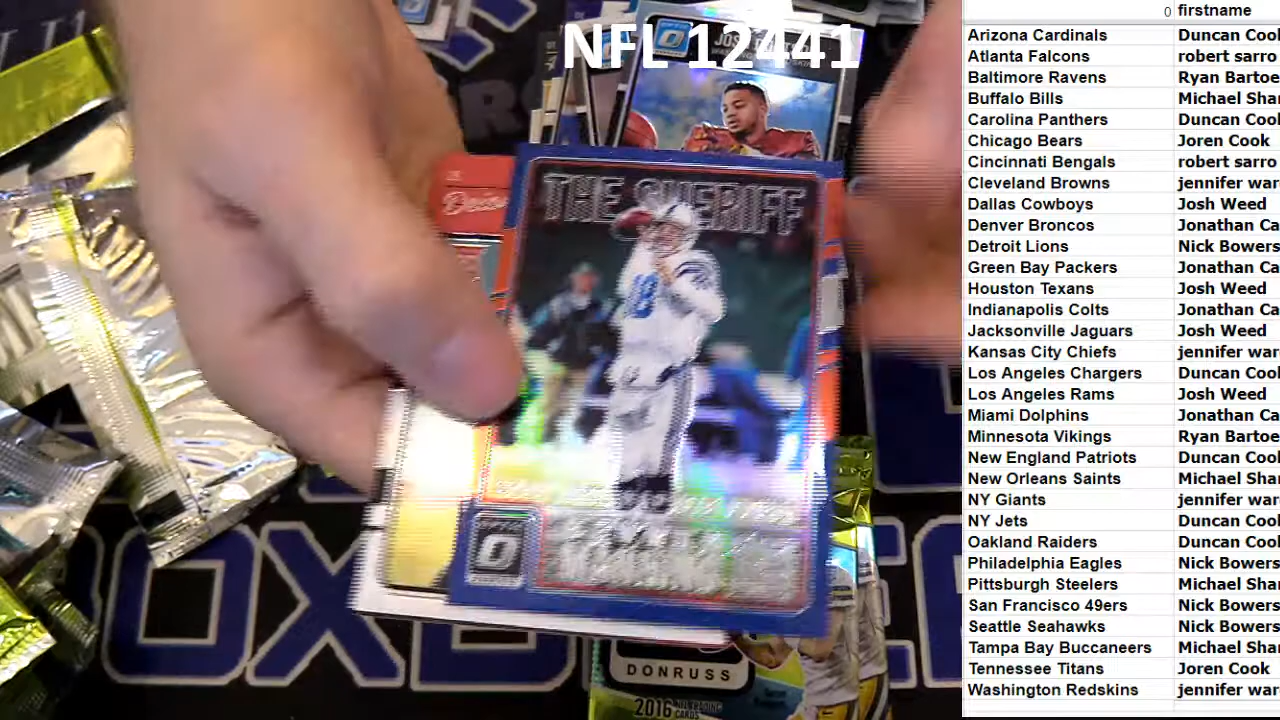 NFL 12441
0 firstname
Arizona Cardinals Duncan Cool
Atlanta Falcons robert sarro
Baltimore Ravens Ryan Bartoe
Buffalo Bills Michael Shar
Carolina Panthers Duncan Cool
Chicago Bears Joren Cook
Cincinnati Bengals robert sarro
Cleveland Browns jennifer war
Dallas Cowboys Josh Weed
Denver Broncos Jonathan Ca
Detroit Lions Nick Bowers
Green Bay Packers Jonathan Ca
Houston Texans Josh Weed
Indianapolis Colts Jonathan Ca
Jacksonville Jaguars Josh Weed
Kansas City Chiefs jennifer war
Los Angeles Chargers Duncan Cool
Los Angeles Rams Josh Weed
Miami Dolphins Jonathan Ca
Minnesota Vikings Ryan Bartoe
New England Patriots Duncan Cool
New Orleans Saints Michael Shar
NY Giants jennifer war
NY Jets Duncan Cool
Oakland Raiders Duncan Cool
Philadelphia Eagles Nick Bowers
Pittsburgh Steelers Michael Shar
San Francisco 49ers Nick Bowers
Seattle Seahawks Nick Bowers
Tampa Bay Buccaneers Michael Shar
Tennessee Titans Joren Cook
Washington Redskins jennifer war
THE SHERIFF
18
DONRUSS
2016 NFL TRADING
CARDS